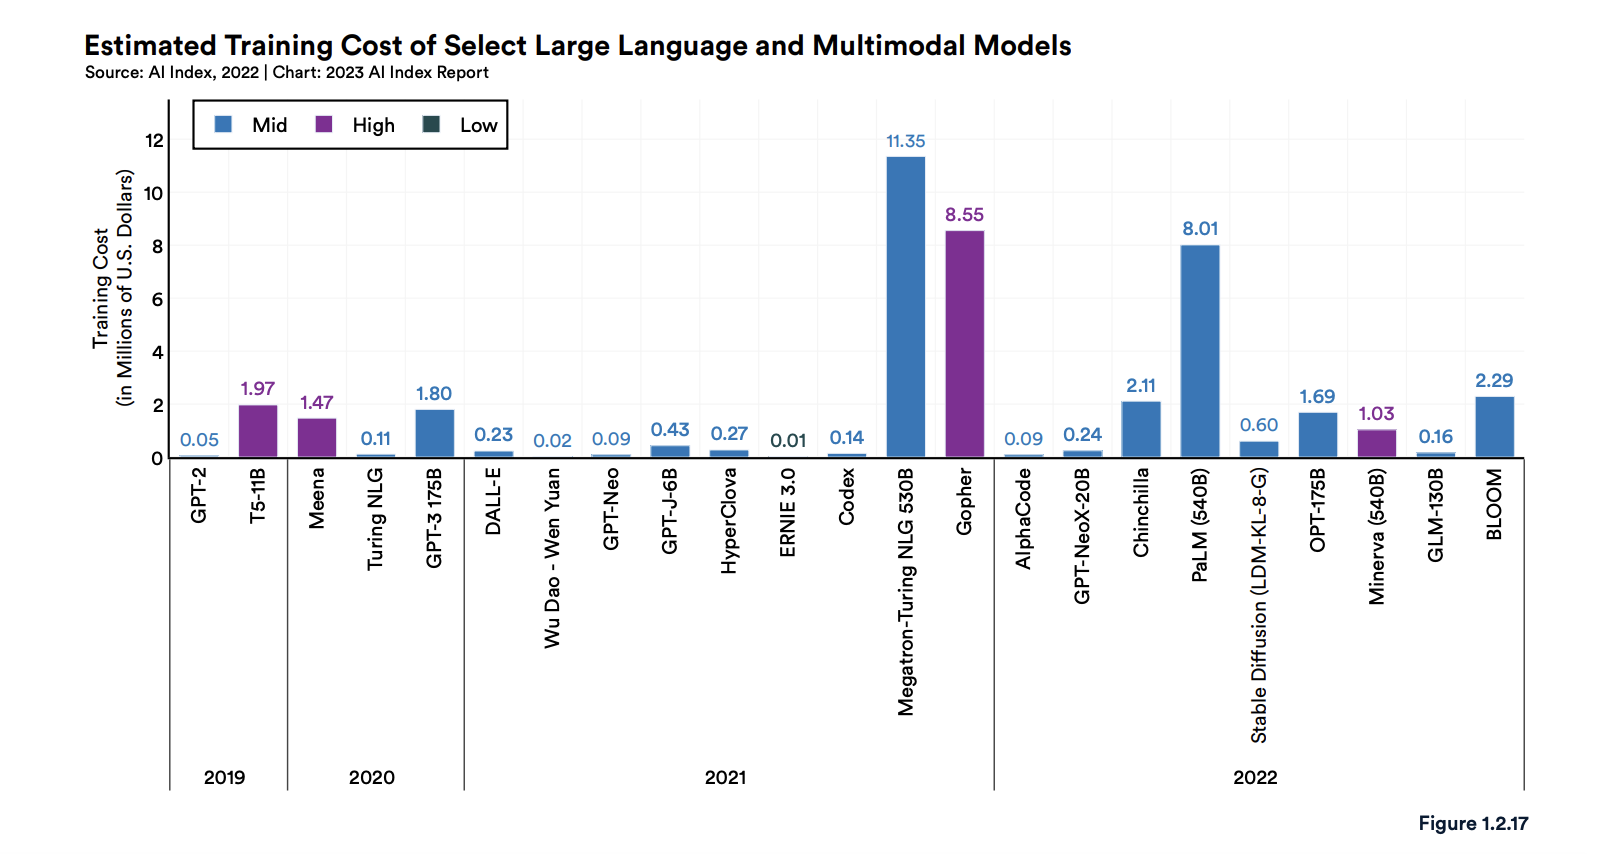 Estimated Training Cost of Select Large Language and Multimodal Models
Source: AI Index, 2022 | Chart: 2023 AI Index Report
Mid High Low
Training Cost
(in Millions of U.S. Dollars)
12
10
8
6
4
2
0
0.05
1.97
1.47
0.11
1.80
0.23
0.02
0.09
0.43
0.27
0.01
0.14
11.35
8.55
0.09
0.24
2.11
8.01
0.60
1.69
1.03
0.16
2.29
GPT-2
T5-11B
Meena
Turing NLG
GPT-3 175B
DALL-E
Wu Dao - Wen Yuan
GPT-Neo
GPT-J-6B
HyperClova
ERNIE 3.0
Codex
Megatron-Turing NLG 530B
Gopher
AlphaCode
GPT-NeoX-20B
Chinchilla
PaLM (540B)
Stable Diffusion (LDM-KL-8-G)
OPT-175B
Minerva (540B)
GLM-130B
BLOOM
2019
2020
2021
2022
Figure 1.2.17